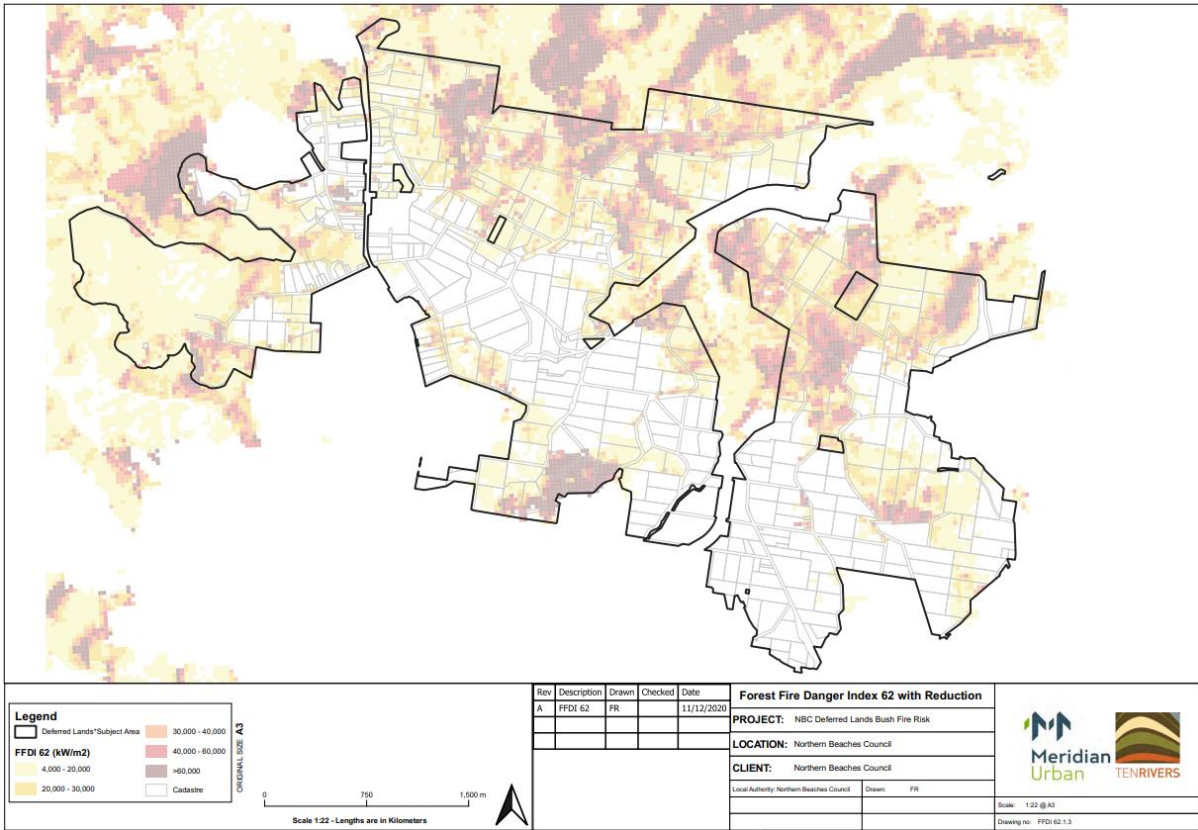 Legend
Deferred Lands"Subject Area
FFDI 62 (kW/m2)
4,000 - 20,000
20,000 - 30,000
30,000 - 40,000
40,000 - 60,000
>60,000
Cadastre
ORIGINAL SIZE A3
0 750 1,500 m
Scale 1:22 - Lengths are in Kilometers
Rev Description Drawn Checked Date
A FFDI 62 FR 11/12/2020
Forest Fire Danger Index 62 with Reduction
PROJECT: NBC Deferred Lands Bush Fire Risk
LOCATION: Northern Beaches Council
CLIENT: Northern Beaches Council
Local Authority: Northern Beaches Council Drawn: FR
Meridian
Urban
TENRIVERS
Scale: 1:22 @ A3
Drawing no: FFDI 62.1.3